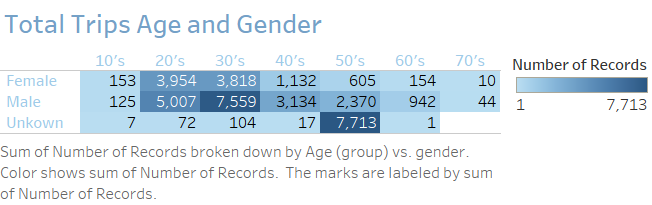 Total Trips Age and Gender
10's 20's 30's 40's 50's 60's 70's
Number of Records
Female 153 3,954 3,818 1,132 605 154 10
Male 125 5,007 7,559 3,134 2,370 942 44
1 7,713
Unkown 7 72 104 17 7,713 1
Sum of Number of Records broken down by Age (group) vs. gender.
Color shows sum of Number of Records.  The marks are labeled by sum
of Number of Records.